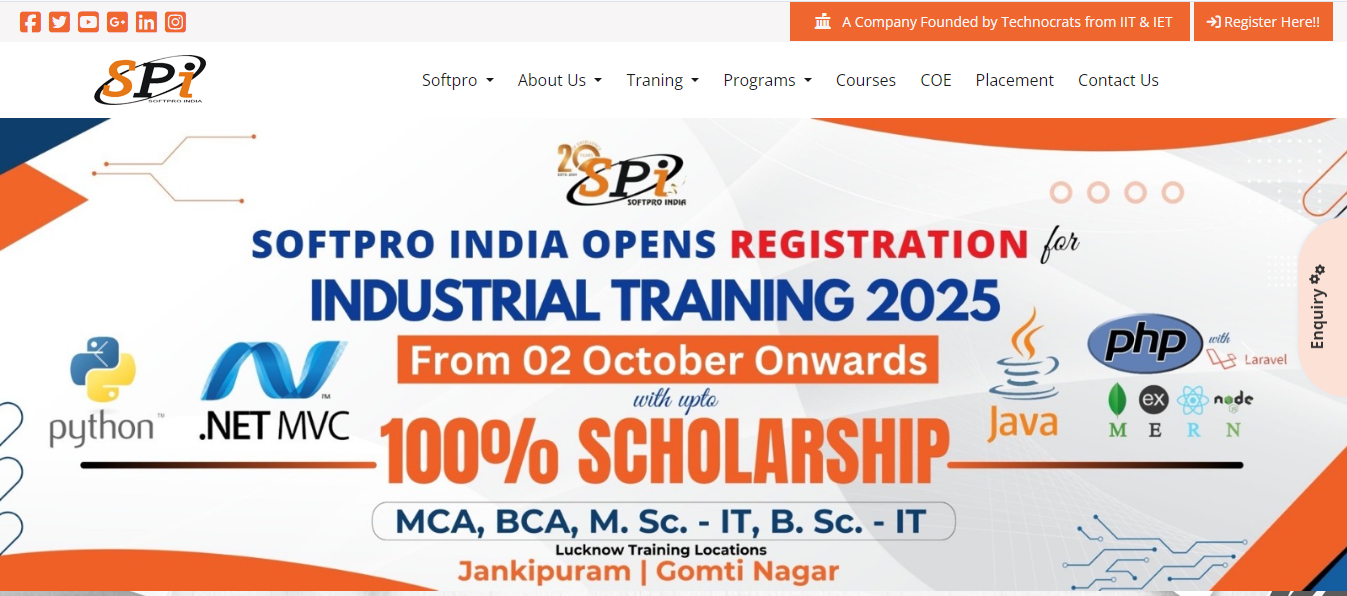 A Company Founded by Technocrats from IIT & IET
Register Here!!
SPi
SOFTPRO INDIA
Softpro
About Us
Traning
Programs
Courses
COE
Placement
Contact Us
20
SPi
SOFTPRO INDIA
SOFTPRO INDIA OPENS REGISTRATION for
INDUSTRIAL TRAINING 2025
From 02 October Onwards
with upto
100% SCHOLARSHIP
python™
.NET MVC
TM
Java
php
with
Laravel
ex
node
M E R N
MCA, BCA, M. Sc. - IT, B. Sc. - IT
Lucknow Training Locations
Jankipuram | Gomti Nagar
Enquiry